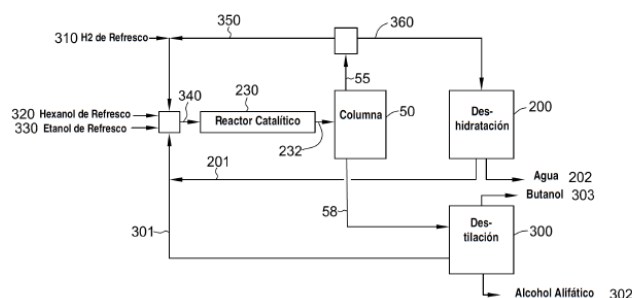 350
360
310 H2 de Refresco
340
230
55
320 Hexanol de Refresco
330 Etanol de Refresco
Reactor Catalítico
232
Columna
50
Des-
hidratación
200
201
Agua 202
Butanol 303
58
301
Des-
tilación
300
Alcohol Alifático 302